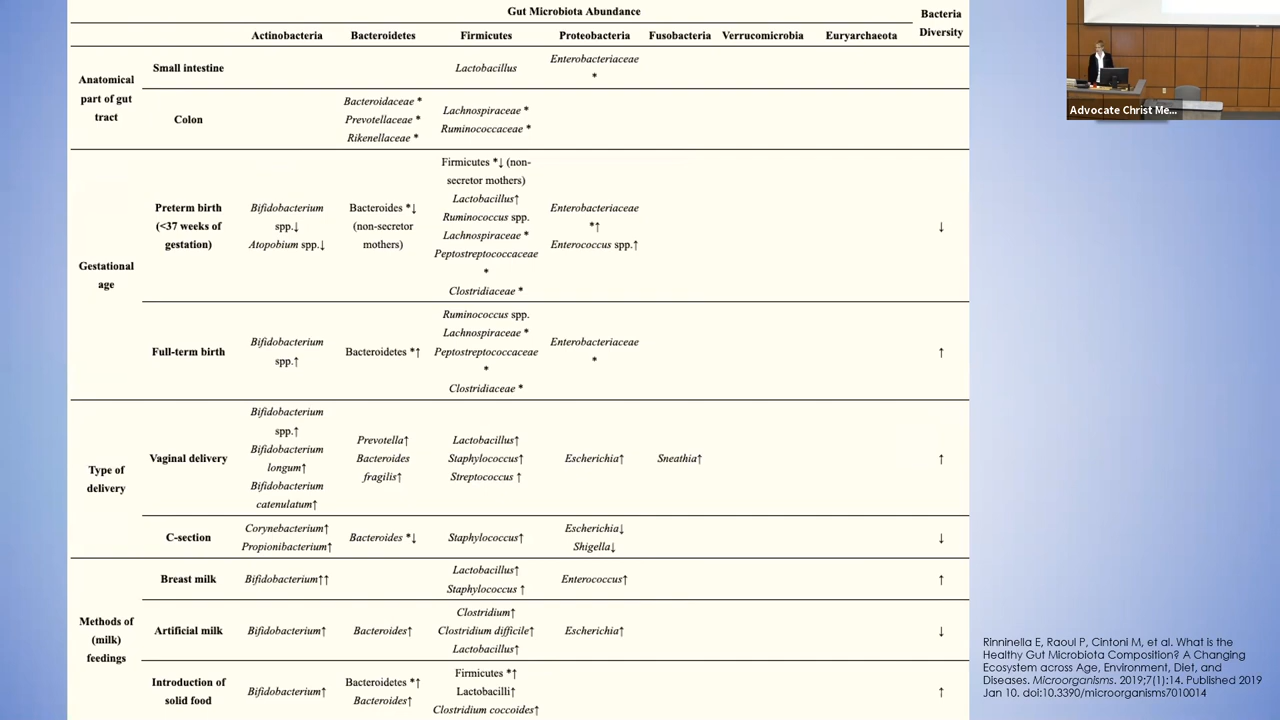 Gut Microbiota Abundance
Bacteria
Diversity
Actinobacteria Bacteroidetes Firmicutes Proteobacteria Fusobacteria Verrucomicrobia Euryarchaeota
Anatomical
part of gut
tract
Small intestine
Lactobacillus
Enterobacteriaceae
*
Colon
Bacteroidaceae *
Prevotellaceae *
Rikenellaceae *
Lachnospiraceae *
Ruminococcaceae *
Gestational
age
Preterm birth
(<37 weeks of
gestation)
Bifidobacterium
spp.↓
Atopobium spp.↓
Bacteroides *↓
(non-secretor
mothers)
Firmicutes *↓ (non-
secretor mothers)
Lactobacillus↑
Ruminococcus spp.
Lachnospiraceae *
Peptostreptococcaceae
*
Clostridiaceae *
Enterobacteriaceae
*↑
Enterococcus spp.↑
↓
Full-term birth
Bifidobacterium
spp.↑
Bacteroidetes *↑
Ruminococcus spp.
Lachnospiraceae *
Peptostreptococcaceae
*
Clostridiaceae *
Enterobacteriaceae
*
↑
Type of
delivery
Vaginal delivery
Bifidobacterium
spp.↑
Bifidobacterium
longum↑
Bifidobacterium
catenulatum↑
Prevotella↑
Bacteroides
fragilis↑
Lactobacillus↑
Staphylococcus↑
Streptococcus ↑
Escherichia↑
Sneathia↑
↑
C-section
Corynebacterium↑
Propionibacterium↑
Bacteroides *↓
Staphylococcus↑
Escherichia↓
Shigella↓
↓
Methods of
(milk)
feedings
Breast milk
Bifidobacterium↑↑
Lactobacillus↑
Staphylococcus ↑
Enterococcus↑
↑
Artificial milk
Bifidobacterium↑
Bacteroides↑
Clostridium↑
Clostridium difficile↑
Lactobacillus↑
Escherichia↑
↓
Introduction of
solid food
Bifidobacterium↑
Bacteroidetes *↑
Bacteroides↑
Firmicutes *↑
Lactobacilli↑
Clostridium coccoides↑
↑
Advocate Christ Me...
Rinninella E, Raoul P, Cintoni M, et al. What is the
Healthy Gut Microbiota Composition? A Changing
Ecosystem across Age, Environment, Diet, and
Diseases. Microorganisms. 2019;7(1):14. Published 2019
Jan 10. doi:10.3390/microorganisms7010014